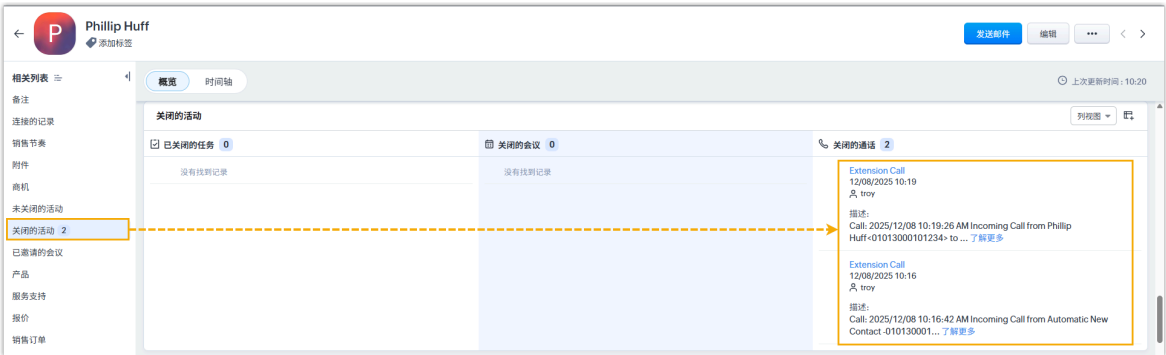 P
Phillip Huff
添加标签
发送邮件
编辑
•••
相关列表
备注
连接的记录
销售节奏
附件
商机
未关闭的活动
关闭的活动 2
已邀请的会议
产品
服务支持
报价
销售订单
概览
时间轴
上次更新时间 : 10:20
关闭的活动
列视图
已关闭的任务 0
没有找到记录
关闭的会议 0
没有找到记录
关闭的通话 2
Extension Call
12/08/2025 10:19
troy
描述:
Call: 2025/12/08 10:19:26 AM Incoming Call from Phillip
Huff<01013000101234> to ... 了解更多
Extension Call
12/08/2025 10:16
troy
描述:
Call: 2025/12/08 10:16:42 AM Incoming Call from Automatic New
Contact -010130001... 了解更多